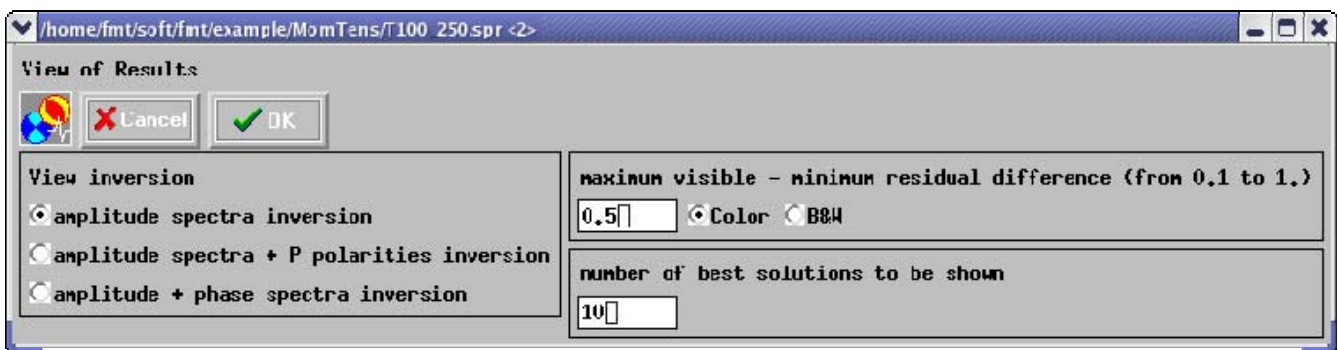 /home/fmt/soft/fmt/example/MomTens/T100_250.spr <2>
View of Results
Cancel
OK
View inversion
amplitude spectra inversion
amplitude spectra + P polarities inversion
amplitude + phase spectra inversion
maximum visible - minimum residual difference (from 0.1 to 1.)
0.5
Color
B&W
number of best solutions to be shown
10